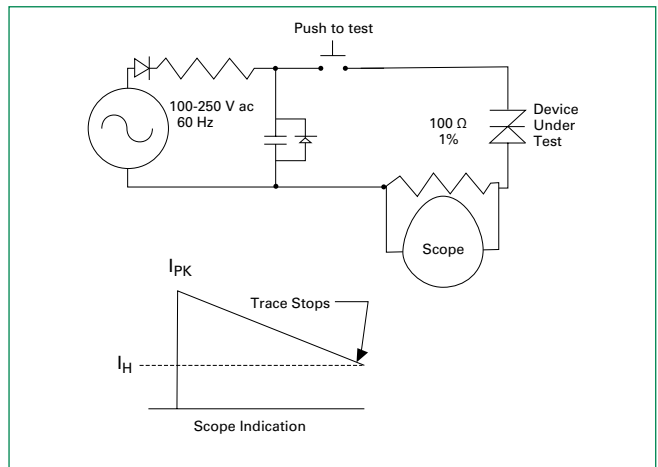 Push to test
100-250 V ac
60 Hz
100 Ω
1%
Device
Under
Test
Scope
IPK
Trace Stops
IH
Scope Indication